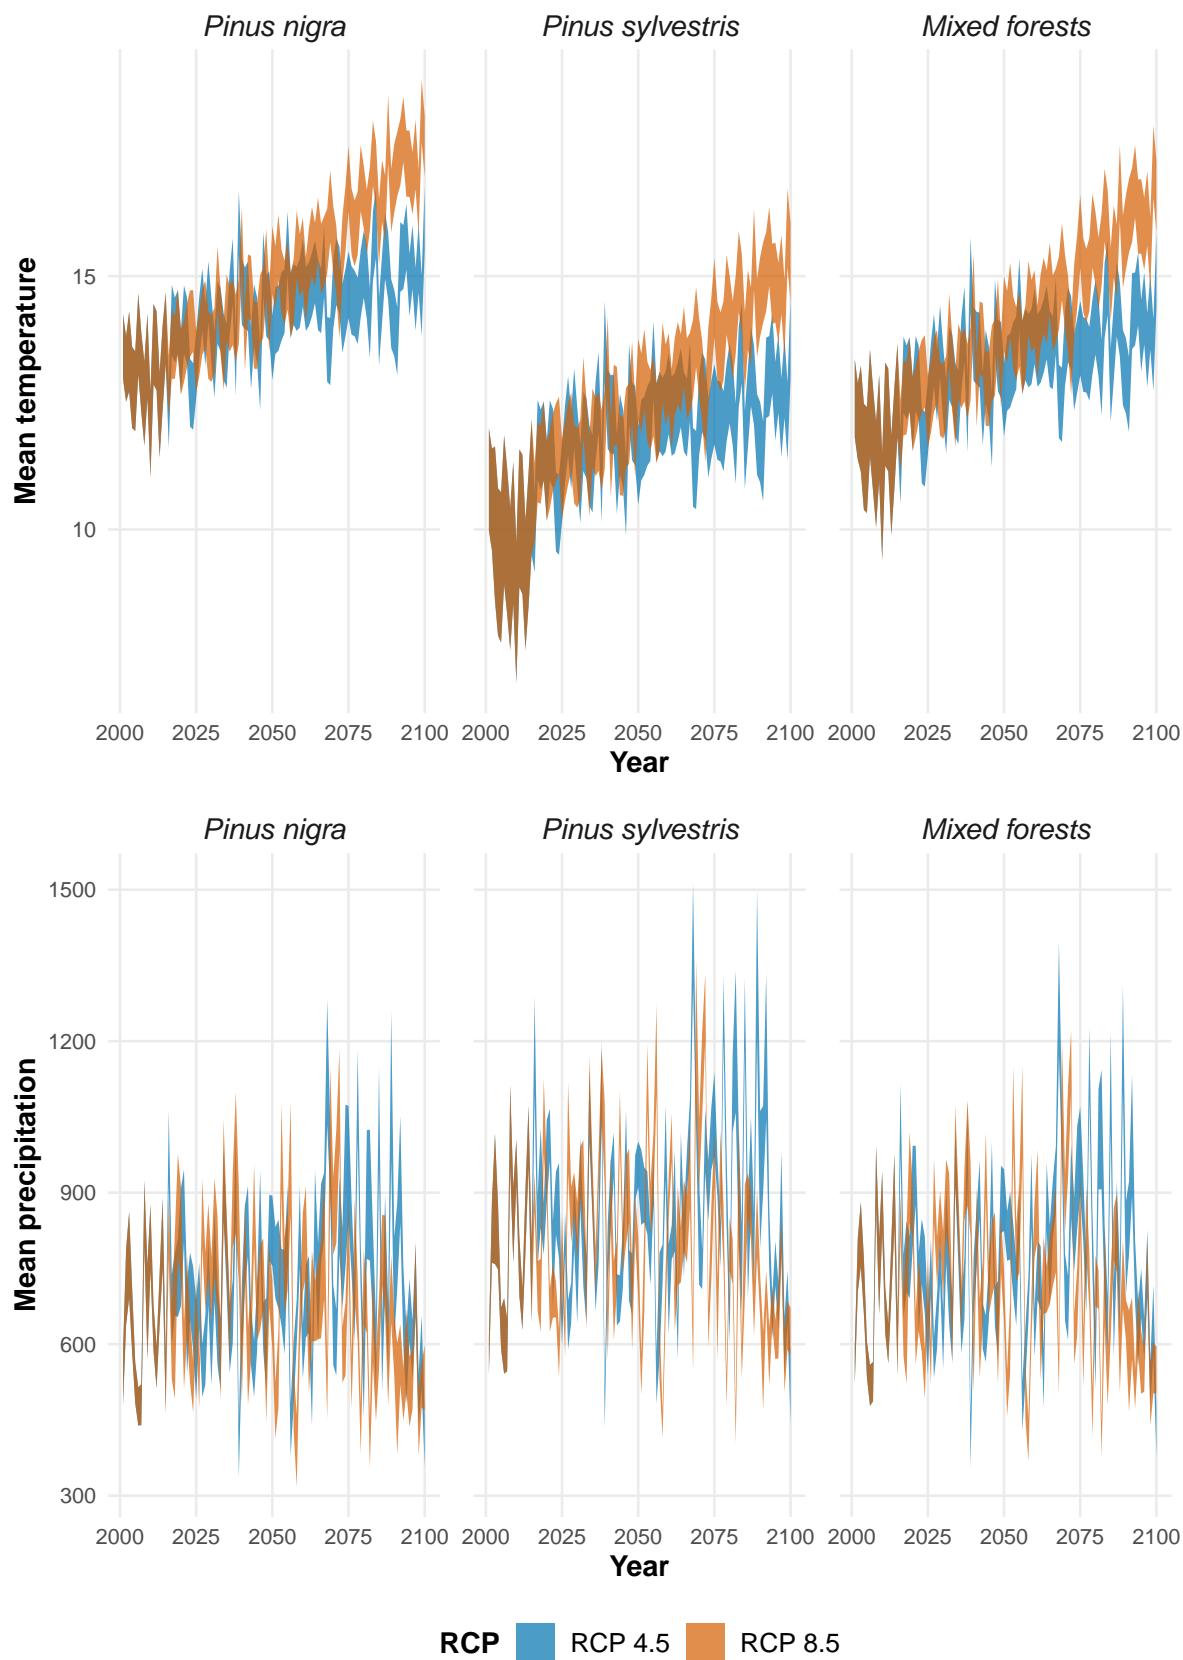 Pinus nigra Pinus sylvestris Mixed forests
Mean temperature
15
10
2000 2025 2050 2075 2100 2000 2025 2050 2075 2100 2000 2025 2050 2075 2100
Year
Pinus nigra Pinus sylvestris Mixed forests
Mean precipitation
1500
1200
900
600
300
2000 2025 2050 2075 2100 2000 2025 2050 2075 2100 2000 2025 2050 2075 2100
Year
RCP RCP 4.5 RCP 8.5